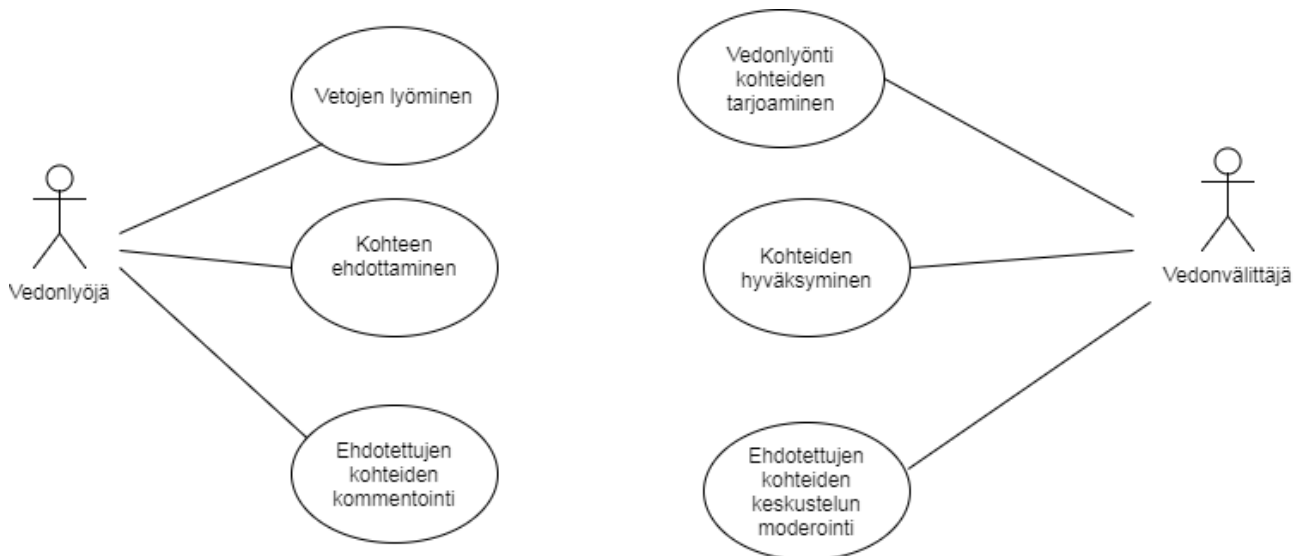 Vetojen lyöminen
Vedonlyönti
kohteiden
tarjoaminen
Vedonlyöjä
Kohteen
ehdottaminen
Kohteiden
hyväksyminen
Vedonvälittäjä
Ehdotettujen
kohteiden
kommentointi
Ehdotettujen
kohteiden
keskustelun
moderointi